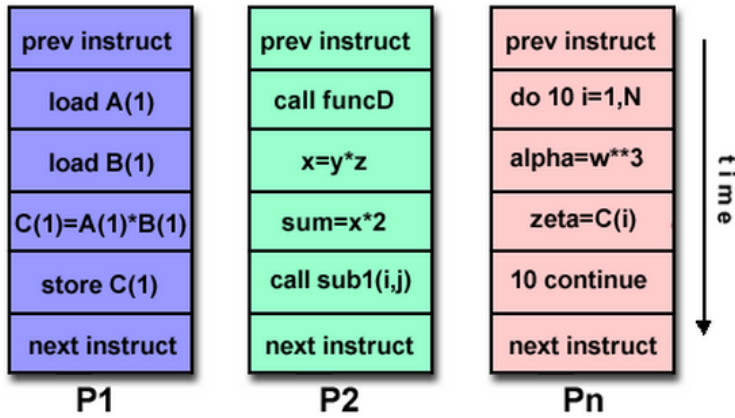 prev instruct
load A(1)
load B(1)
C(1)=A(1)*B(1)
store C(1)
next instruct
P1
prev instruct
call funcD
x=y*z
sum=x*2
call sub1(i,j)
next instruct
P2
prev instruct
do 10 i=1,N
alpha=w**3
zeta=C(i)
10 continue
next instruct
Pn
time